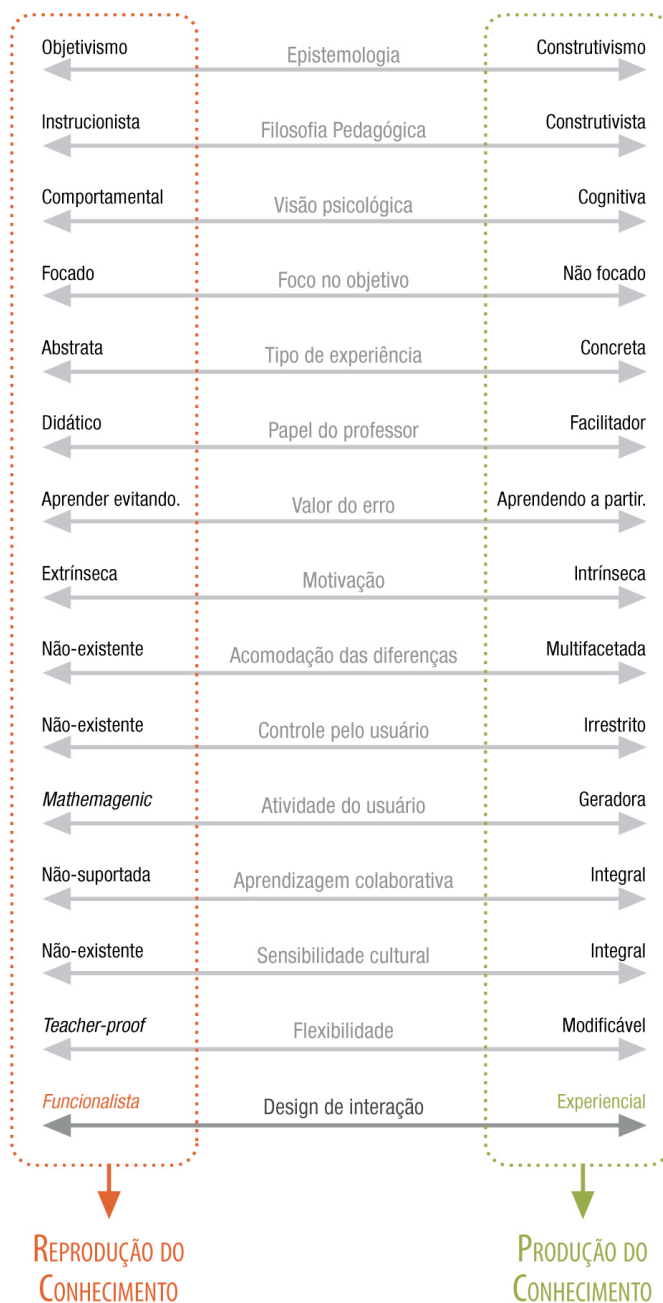 Objetivismo Epistemologia Construtivismo
Instrucionista Filosofia Pedagógica Construtivista
Comportamental Visão psicológica Cognitiva
Focado Foco no objetivo Não focado
Abstrata Tipo de experiência Concreta
Didático Papel do professor Facilitador
Aprender evitando. Valor do erro Aprendendo a partir.
Extrínseca Motivação Intrínseca
Não-existente Acomodação das diferenças Multifacetada
Não-existente Controle pelo usuário Irrestrito
Mathemagenic Atividade do usuário Geradora
Não-suportada Aprendizagem colaborativa Integral
Não-existente Sensibilidade cultural Integral
Teacher-proof Flexibilidade Modificável
Funcionalista Design de interação Experiencial
REPRODUÇÃO DO
CONHECIMENTO
PRODUÇÃO DO
CONHECIMENTO